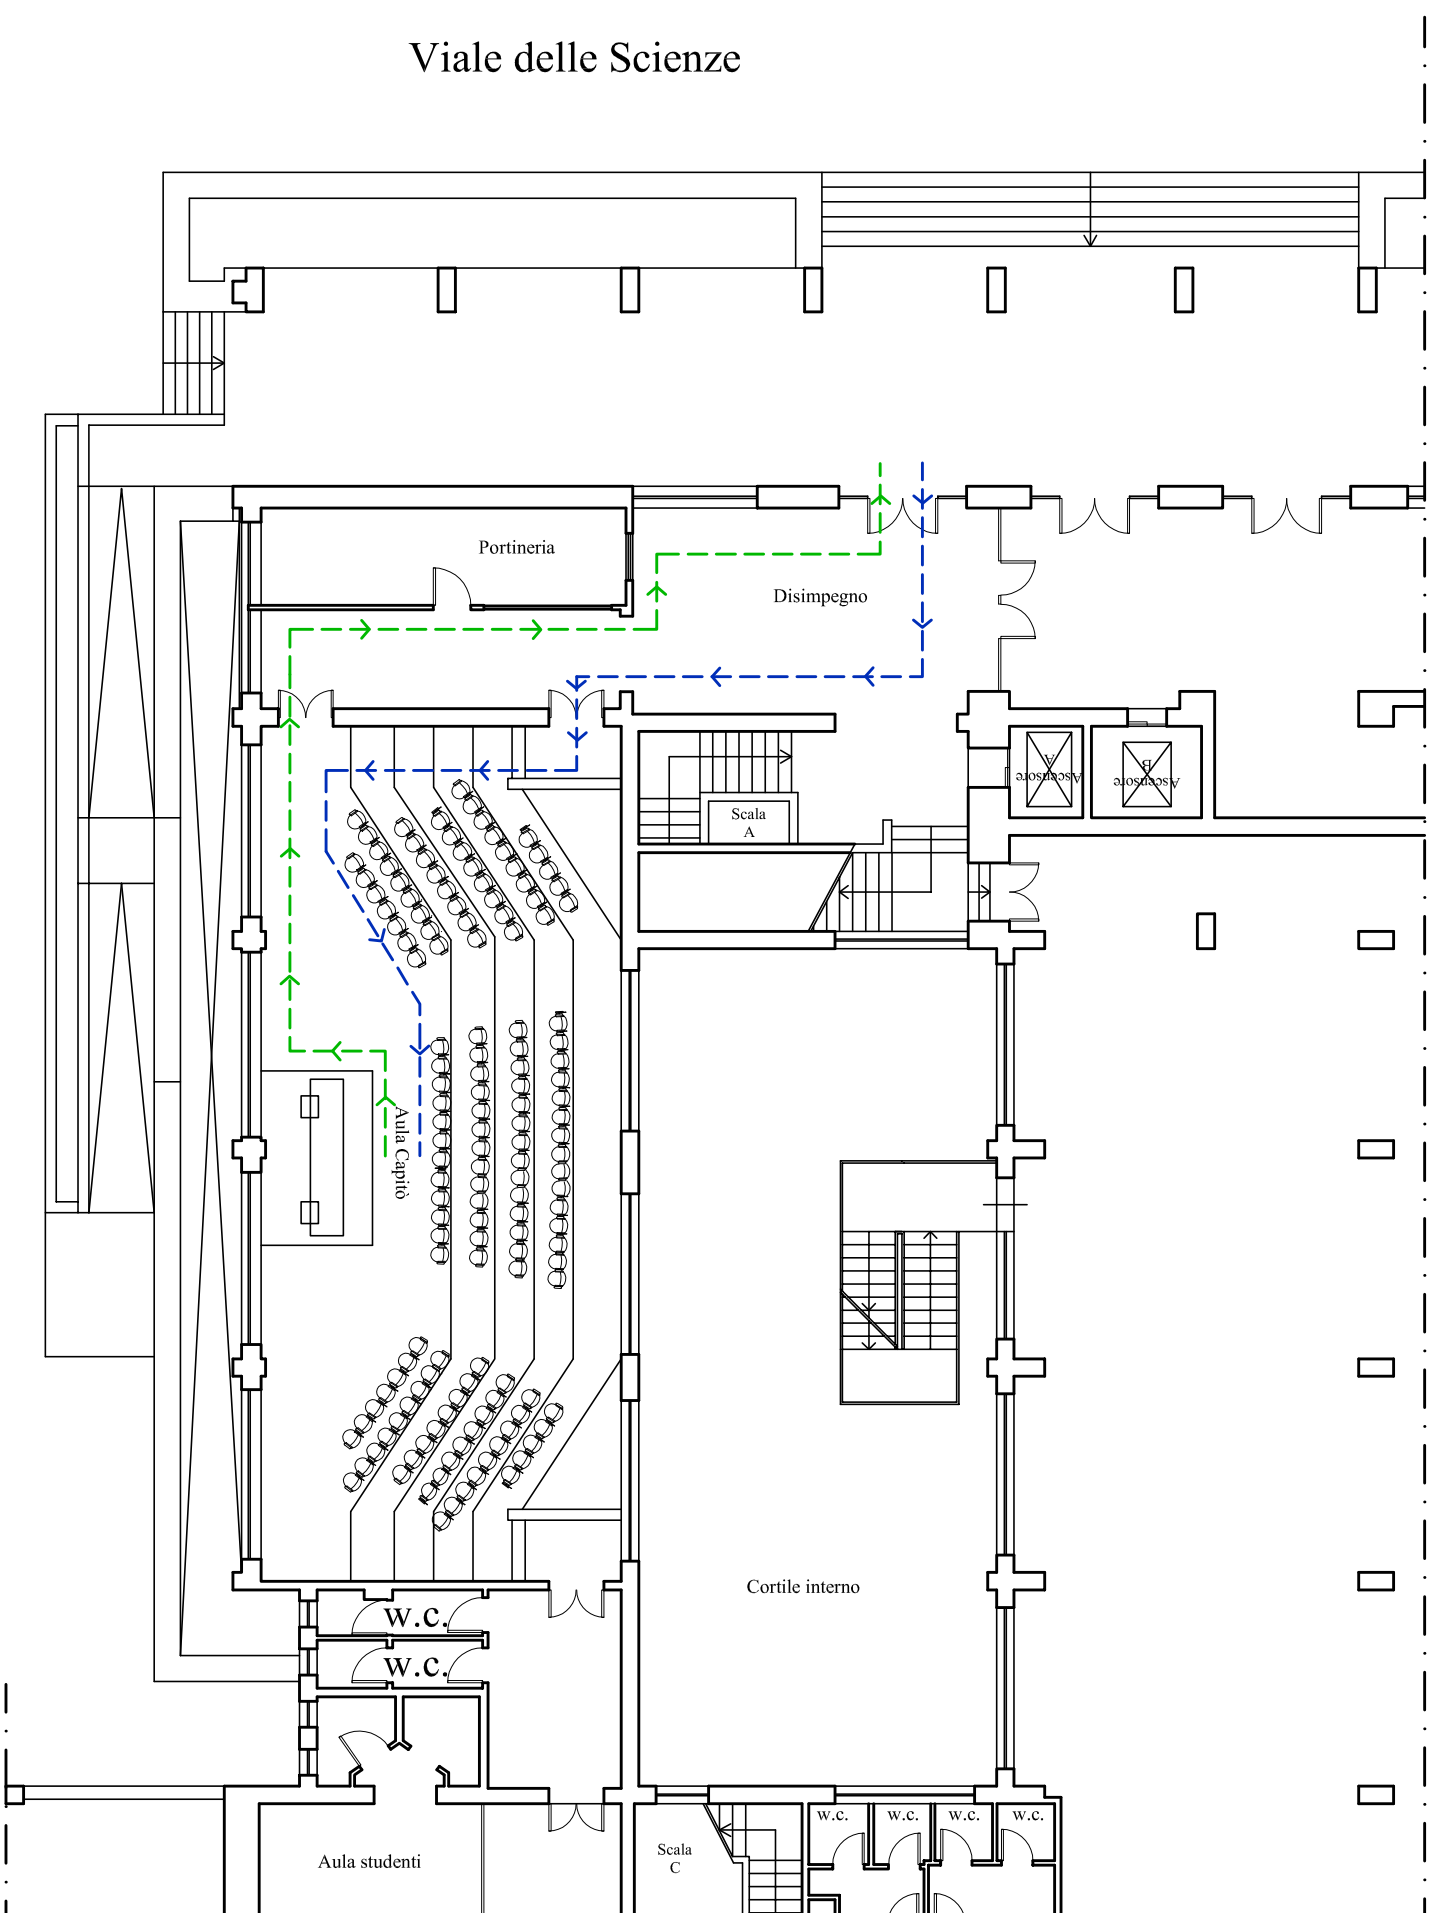 Viale delle Scienze
Portineria
Disimpegno
Ascensore
A
Ascensore
B
Scala
A
Aula Capitò
Cortile interno
w.c.
w.c.
w.c.
w.c.
w.c.
w.c.
Scala
C
Aula studenti